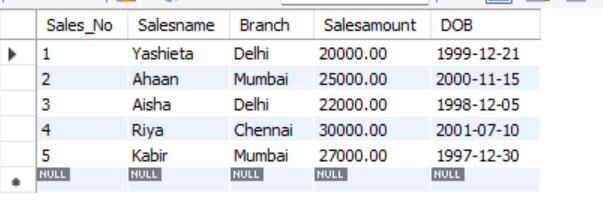 Sales_No Salesname Branch Salesamount DOB
1 Yashieta Delhi 20000.00 1999-12-21
2 Ahaan Mumbai 25000.00 2000-11-15
3 Aisha Delhi 22000.00 1998-12-05
4 Riya Chennai 30000.00 2001-07-10
5 Kabir Mumbai 27000.00 1997-12-30
NULL NULL NULL NULL NULL